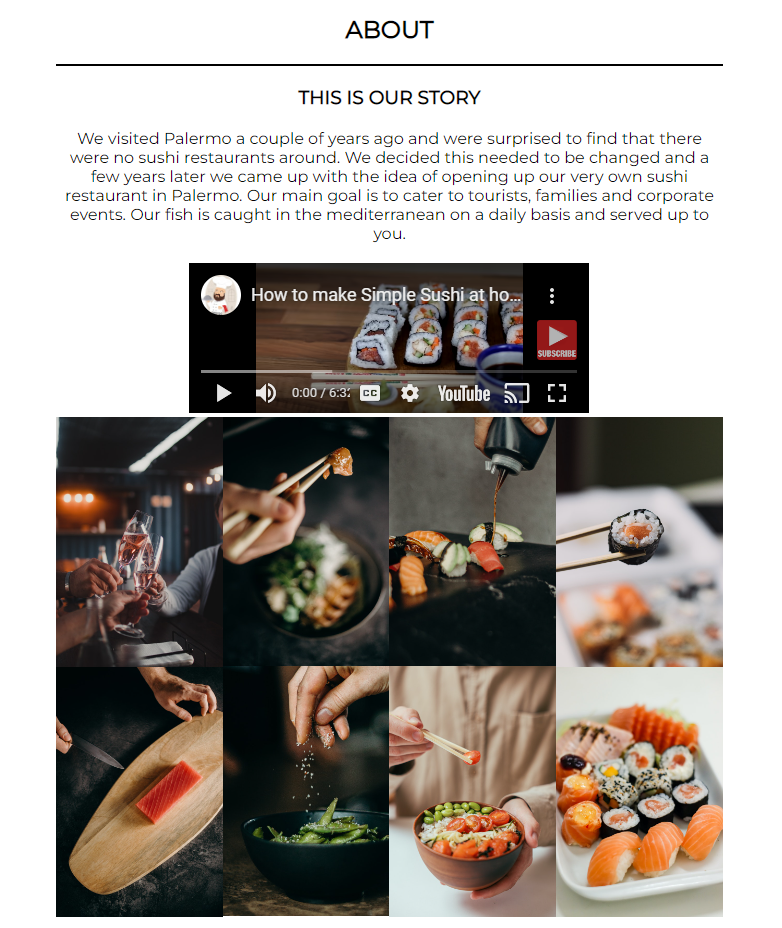 ABOUT
THIS IS OUR STORY
We visited Palermo a couple of years ago and were surprised to find that there
were no sushi restaurants around. We decided this needed to be changed and a
few years later we came up with the idea of opening up our very own sushi
restaurant in Palermo. Our main goal is to cater to tourists, families and corporate
events. Our fish is caught in the mediterranean on a daily basis and served up to
you.
How to make Simple Sushi at ho...
SUBSCRIBE
0:00 / 6:32
CC
YouTube